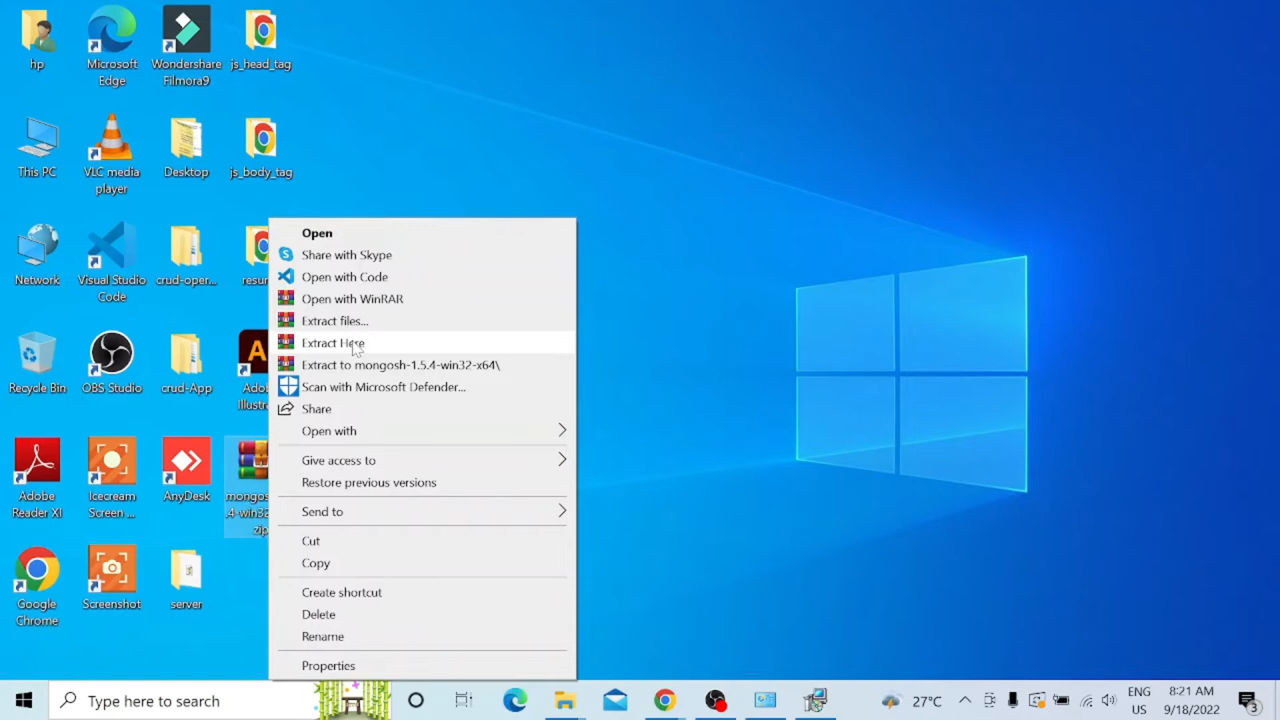 hp
Microsoft
Edge
Wondershare
Filmora9
js_head_tag
This PC
VLC media
player
Desktop
js_body_tag
Network
Visual Studio
Code
crud-oper...
Recycle Bin
OBS Studio
crud-App
Adobe
Reader XI
Icecream
Screen ...
AnyDesk
zip
Google
Chrome
Screenshot
server
Open
Share with Skype
Open with Code
Open with WinRAR
Extract files...
Extract Here
Extract to mongosh-1.5.4-win32-x64\
Scan with Microsoft Defender...
Share
Open with
Give access to
Restore previous versions
Send to
Cut
Copy
Create shortcut
Delete
Rename
Properties
Type here to search
27°C
ENG
US
8:21 AM
9/18/2022
3